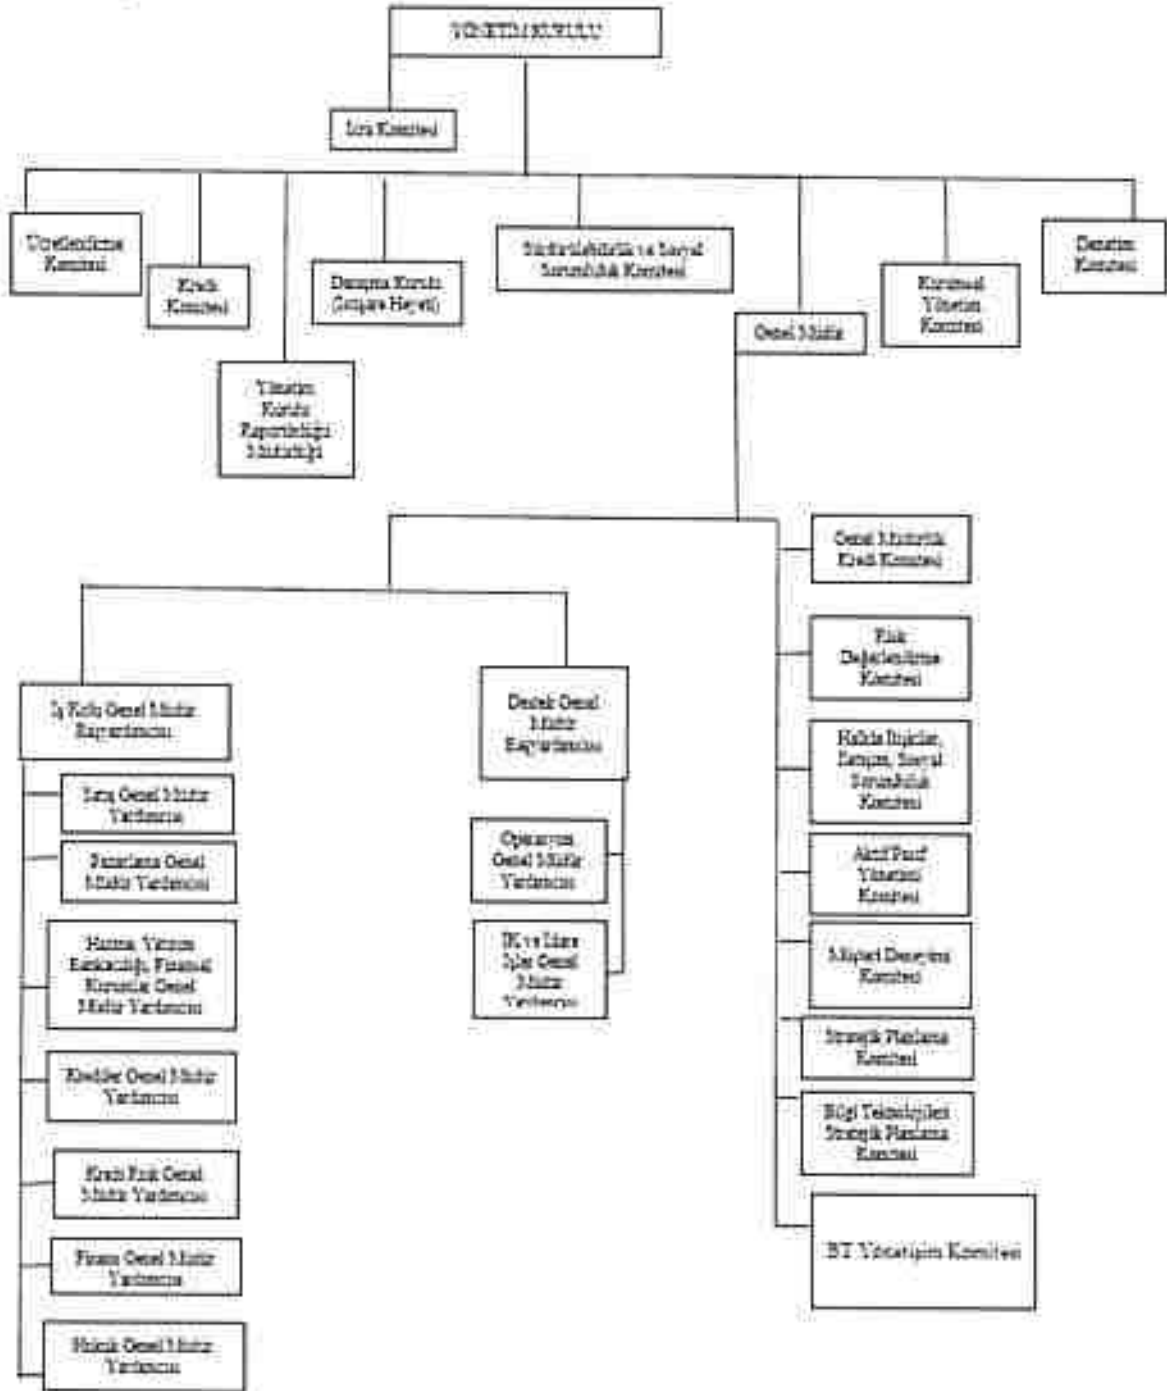 YÖNETİM KURULU
İcra Komitesi
Ücretlendirme
Komitesi
Kredi
Komitesi
Yönetim
Kurulu
Raportörlüğü
Müdürlüğü
Danışma Kurulu
(İstişare Heyeti)
Sürdürülebilirlik ve Sosyal
Sorumluluk Komitesi
Genel Müdür
Kurumsal
Yönetim
Komitesi
Denetim
Komitesi
Genel Müdürlük
Kredi Komitesi
Risk
Değerlendirme
Komitesi
Halkla İlişkiler,
İletişim, Sosyal
Sorumluluk
Komitesi
Aktif Pasif
Yönetimi
Komitesi
Müşteri Deneyimi
Komitesi
Stratejik Planlama
Komitesi
Bilgi Teknolojileri
Stratejik Planlama
Komitesi
BT Yönetişim Komitesi
İş Kolu Genel Müdür
Başyardımcısı
Satış Genel Müdür
Yardımcısı
Pazarlama Genel
Müdür Yardımcısı
Hazine, Yatırım
Bankacılığı, Finansal
Kurumlar Genel
Müdür Yardımcısı
Krediler Genel Müdür
Yardımcısı
Kredi Risk Genel
Müdür Yardımcısı
Finans Genel Müdür
Yardımcısı
Hukuk Genel Müdür
Yardımcısı
Destek Genel
Müdür
Başyardımcısı
Operasyon
Genel Müdür
Yardımcısı
İK ve İdari
İşler Genel
Müdür
Yardımcısı